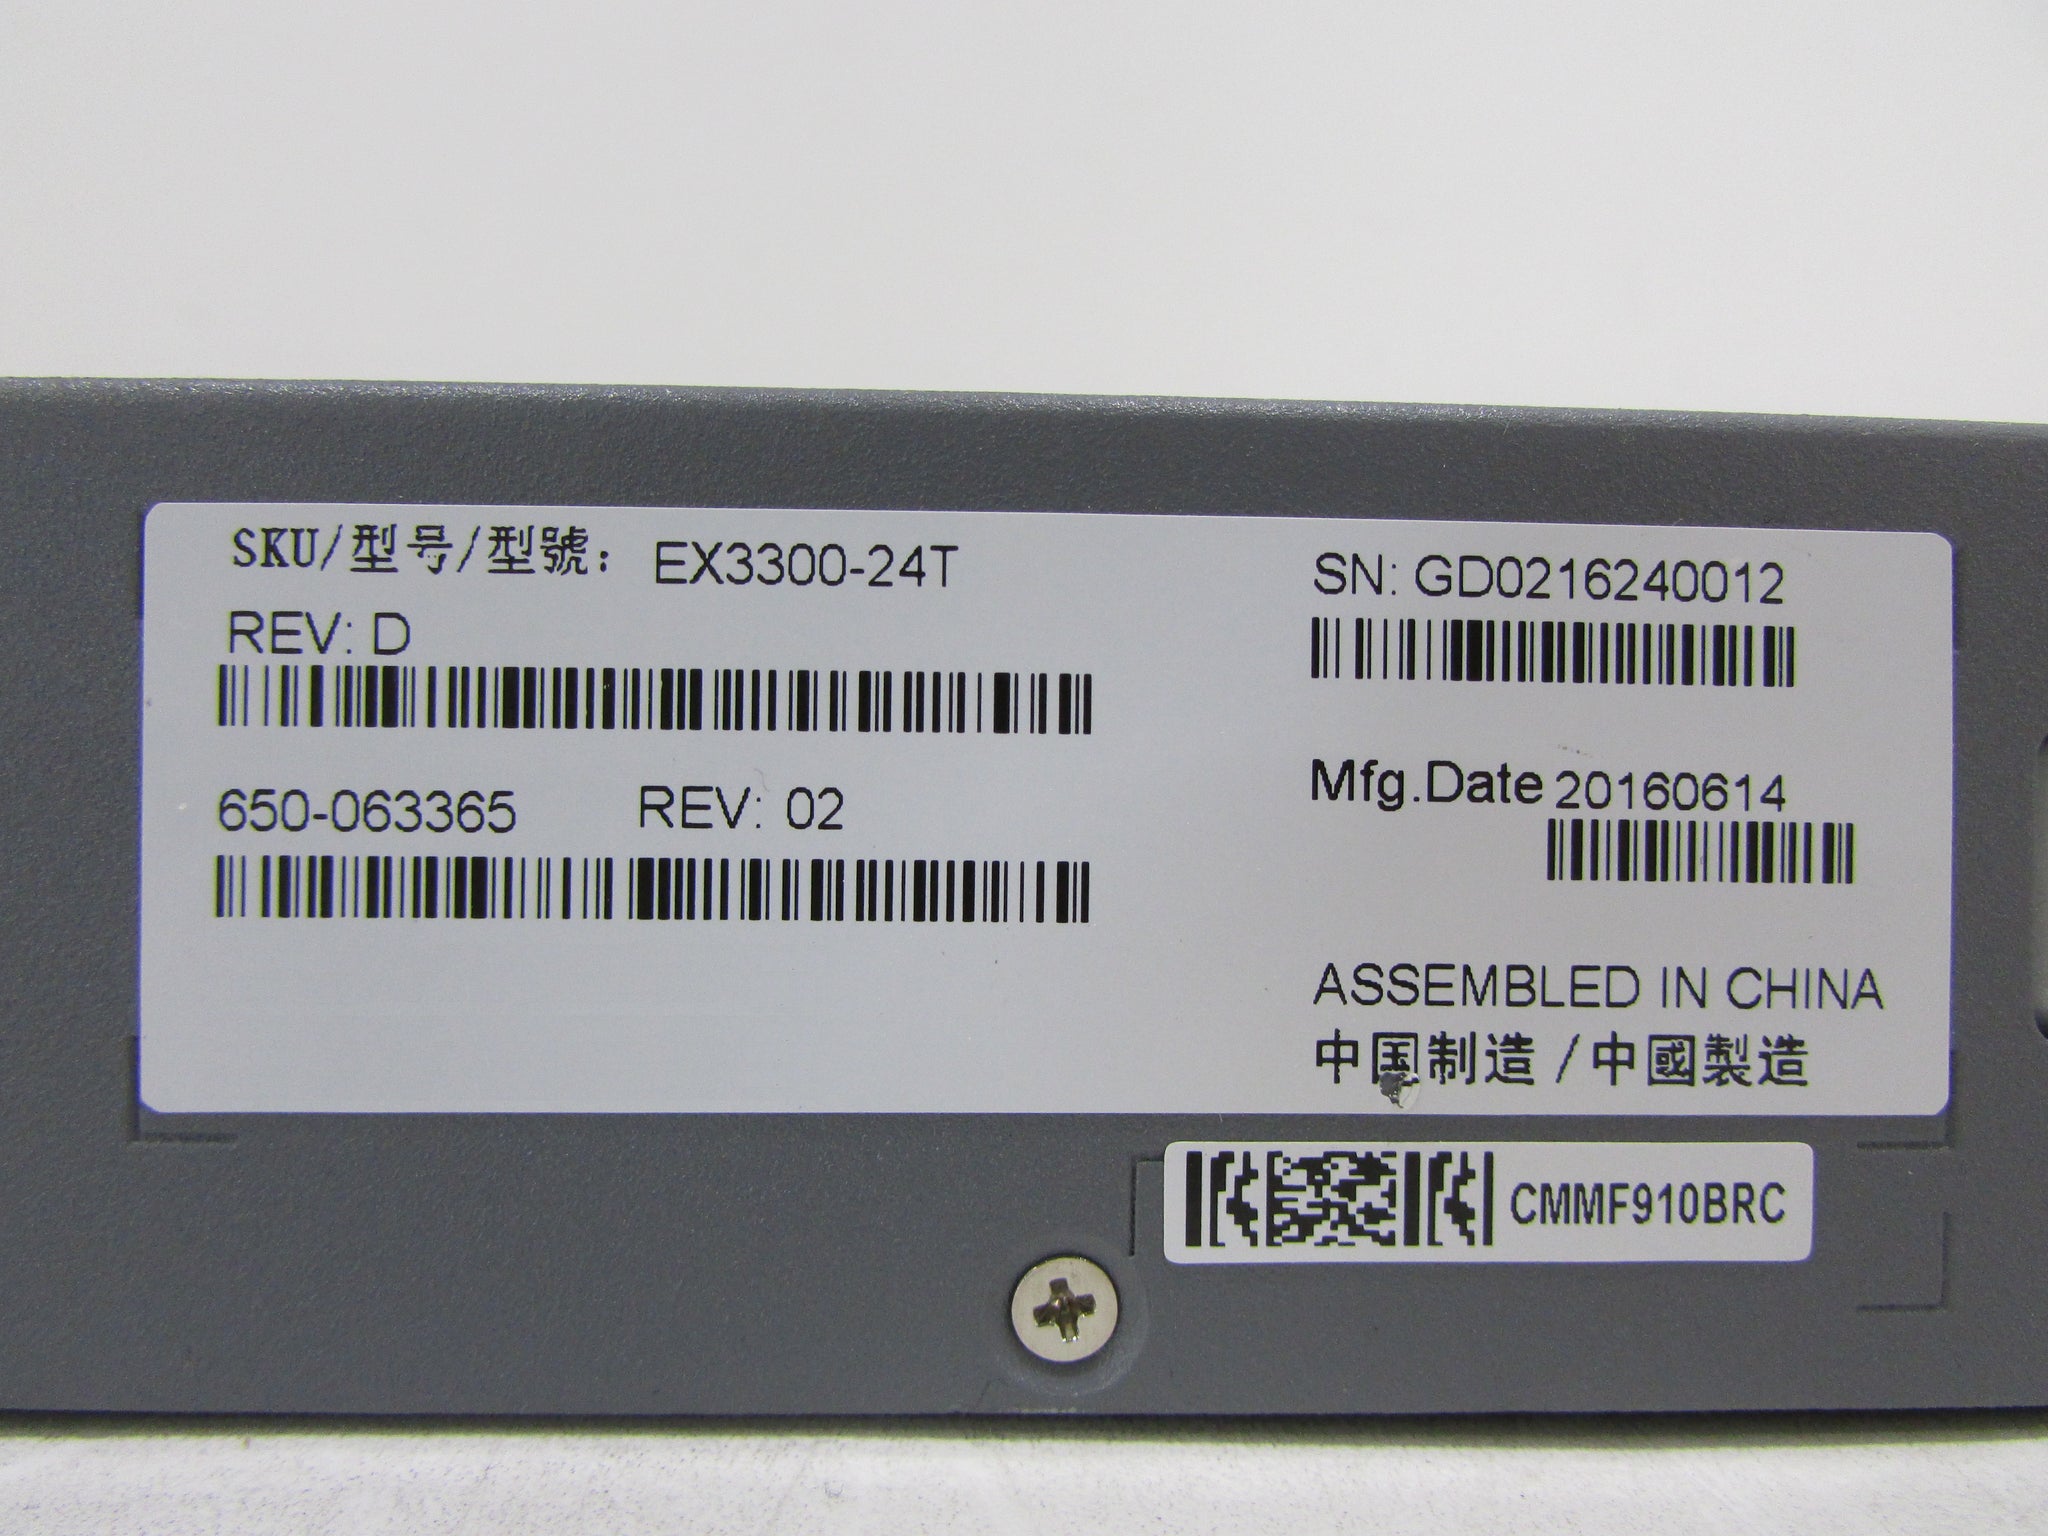 SKU/型号/型號: EX3300-24T
REV: D
650-063365 REV: 02
SN: GD0216240012
Mfg.Date 20160614
ASSEMBLED IN CHINA
中国制造 / 中國製造
CMMF910BRC